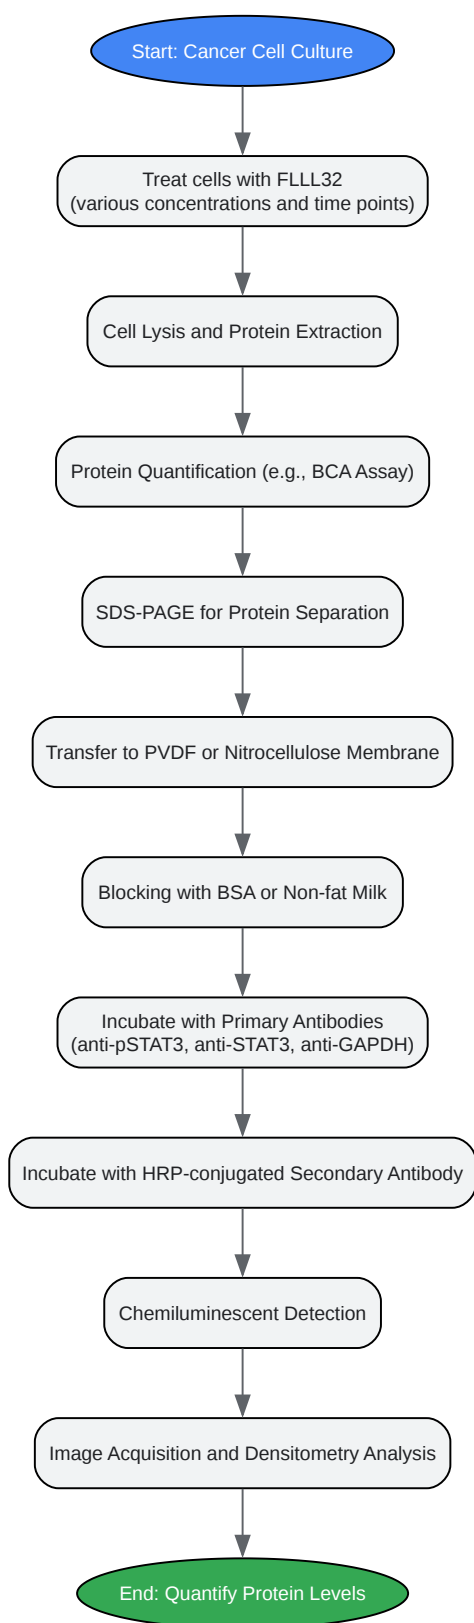 Start: Cancer Cell Culture
Treat cells with FLLL32
(various concentrations and time points)
Cell Lysis and Protein Extraction
Protein Quantification (e.g., BCA Assay)
SDS-PAGE for Protein Separation
Transfer to PVDF or Nitrocellulose Membrane
Blocking with BSA or Non-fat Milk
Incubate with Primary Antibodies
(anti-pSTAT3, anti-STAT3, anti-GAPDH)
Incubate with HRP-conjugated Secondary Antibody
Chemiluminescent Detection
Image Acquisition and Densitometry Analysis
End: Quantify Protein Levels